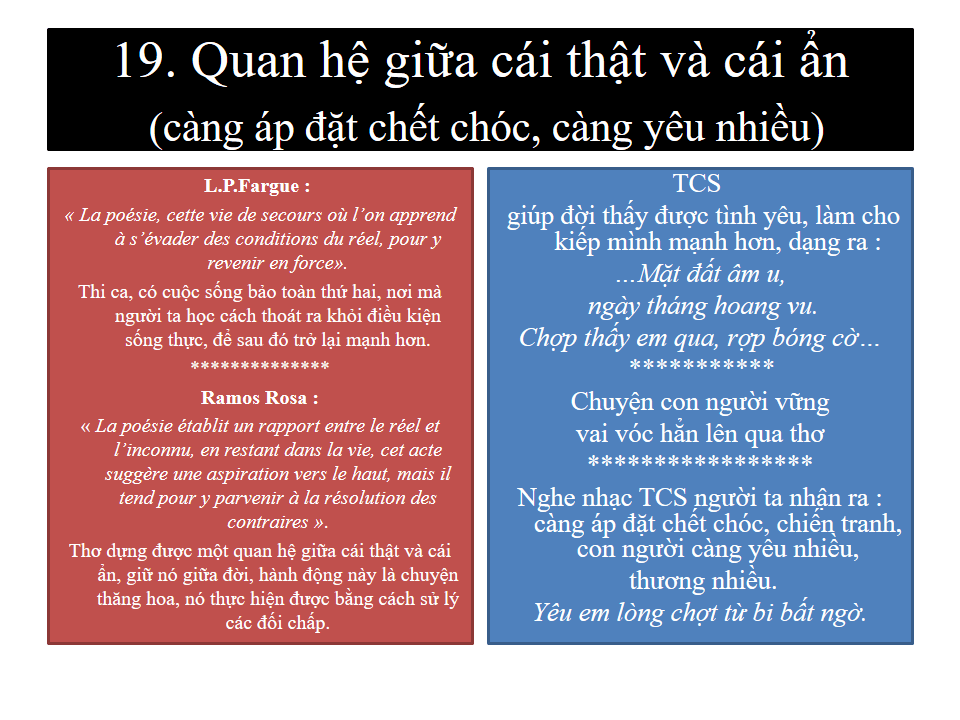 19. Quan hệ giữa cái thật và cái ẩn
(càng áp đặt chết chóc, càng yêu nhiều)
L.P.Fargue :
« La poésie, cette vie de secours où l’on apprend
à s’évader des conditions du réel, pour y
revenir en force».
Thi ca, có cuộc sống bảo toàn thứ hai, nơi mà
người ta học cách thoát ra khỏi điều kiện
sống thực, để sau đó trở lại mạnh hơn.
**************
Ramos Rosa :
« La poésie établit un rapport entre le réel et
l’inconnu, en restant dans la vie, cet acte
suggère une aspiration vers le haut, mais il
tend pour y parvenir à la résolution des
contraires ».
Thơ dựng được một quan hệ giữa cái thật và cái
ẩn, giữ nó giữa đời, hành động này là chuyện
thăng hoa, nó thực hiện được bằng cách sử lý
các đối chấp.
TCS
giúp đời thấy được tình yêu, làm cho
kiếp mình mạnh hơn, dạng ra :
…Mặt đất âm u,
ngày tháng hoang vu.
Chợp thấy em qua, rợp bóng cờ…
***********
Chuyện con người vững
vai vóc hẳn lên qua thơ
*****************
Nghe nhạc TCS người ta nhận ra :
càng áp đặt chết chóc, chiến tranh,
con người càng yêu nhiều,
thương nhiều.
Yêu em lòng chợt từ bi bất ngờ.